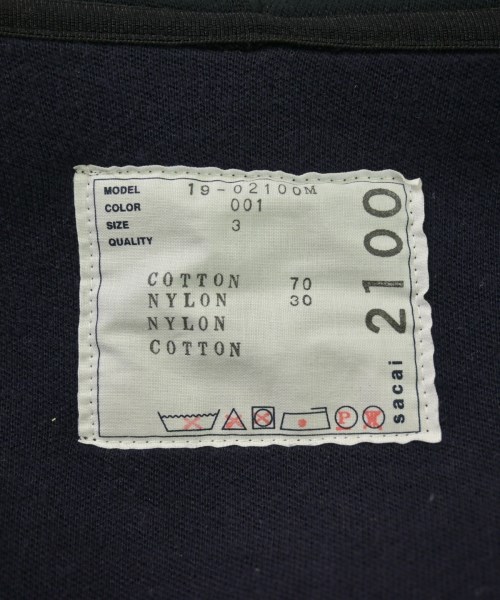 MODEL 19-02100M
COLOR 001
SIZE 3
QUALITY
COTTON 70
NYLON 30
NYLON
COTTON
P W
sacai 2100